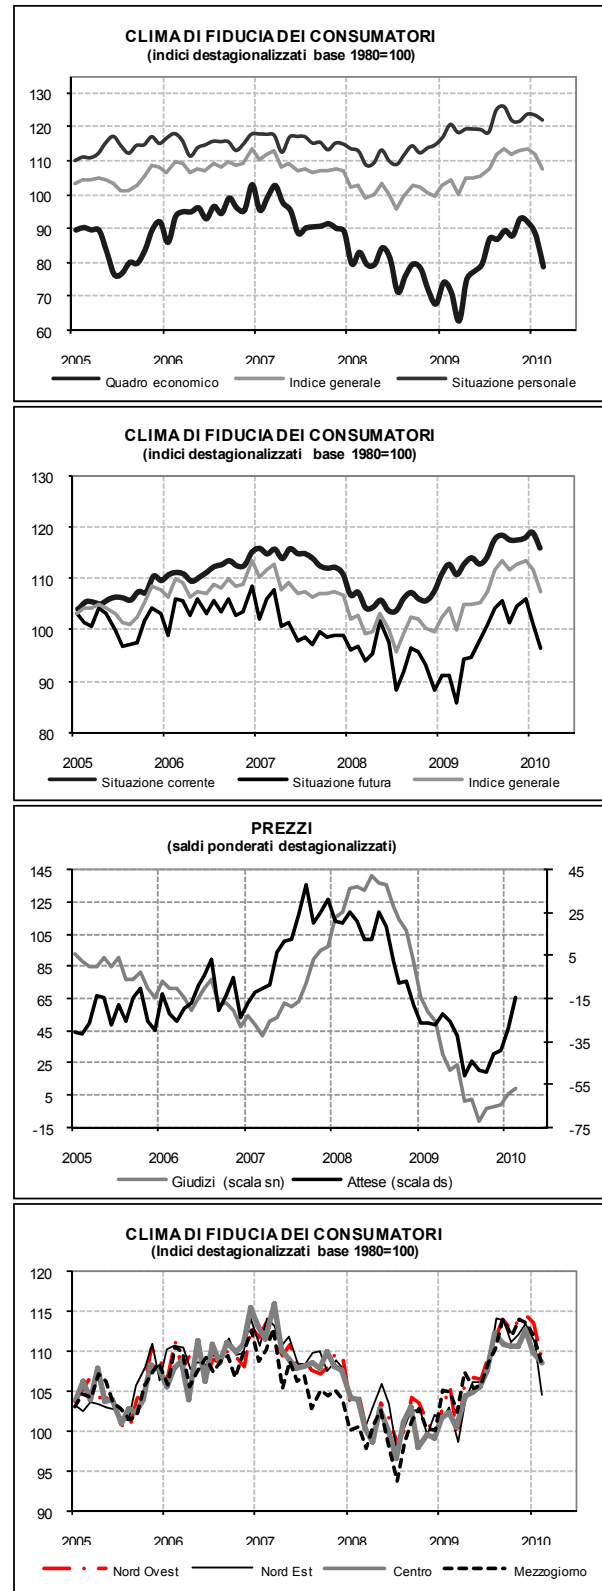 CLIMA DI FIDUCIA DEI CONSUMATORI
(indici destagionalizzati base 1980=100)
130
120
110
100
90
80
70
60
2005 2006 2007 2008 2009 2010
Quadro economico Indice generale Situazione personale
CLIMA DI FIDUCIA DEI CONSUMATORI
(indici destagionalizzati base 1980=100)
130
120
110
100
90
80
2005 2006 2007 2008 2009 2010
Situazione corrente Situazione futura Indice generale
PREZZI
(saldi ponderati destagionalizzati)
145 45
125 25
105 5
85 -15
65 -35
45 -55
25 -75
5
-15
2005 2006 2007 2008 2009 2010
Giudizi (scala sn) Attese (scala ds)
CLIMA DI FIDUCIA DEI CONSUMATORI
(Indici destagionalizzati base 1980=100)
120
115
110
105
100
95
90
2005 2006 2007 2008 2009 2010
Nord Ovest Nord Est Centro Mezzogiorno